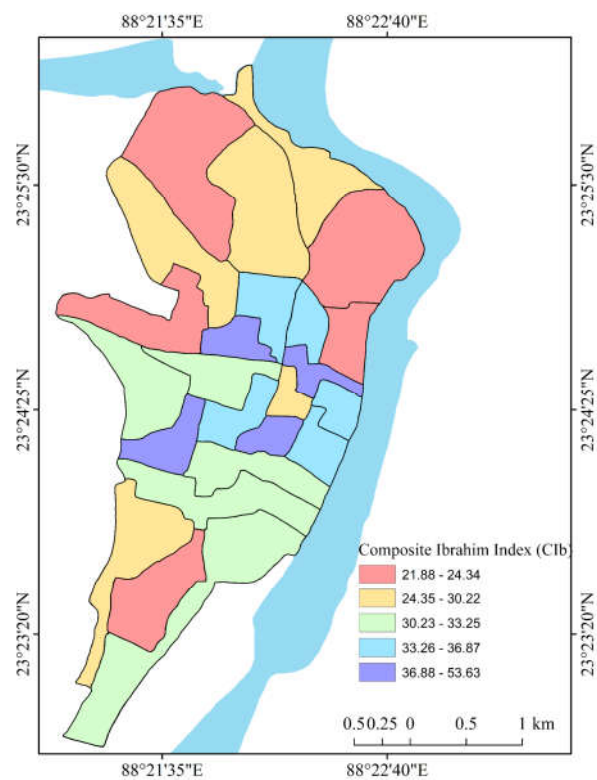 88°21'35"E 88°22'40"E
23°25'30"N 23°25'30"N
23°24'25"N 23°24'25"N
Composite Ibrahim Index (CIb)
21.88 - 24.34
24.35 - 30.22
30.23 - 33.25
33.26 - 36.87
36.88 - 53.63
23°23'20"N 23°23'20"N
0.5 0.25 0 0.5 1 km
88°21'35"E 88°22'40"E